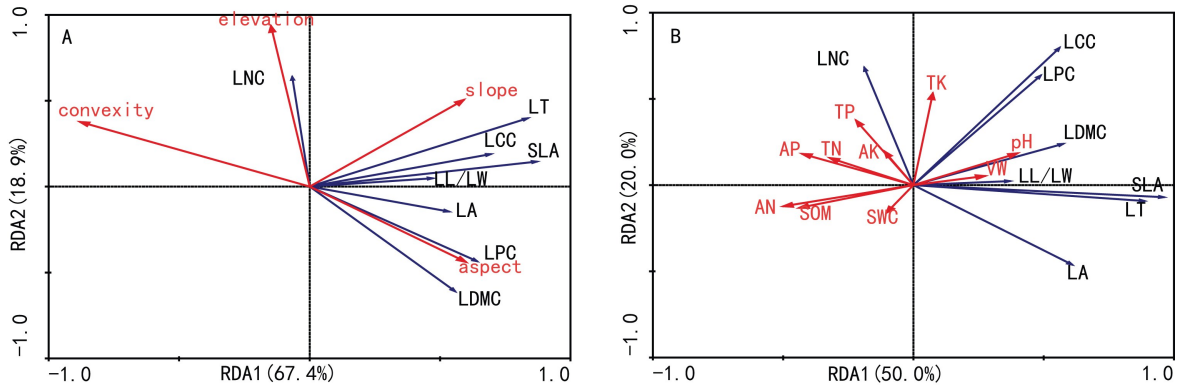 A
1.0
elevation
LNC
convexity
slope
LT
LCC
SLA
LL/LW
LA
LPC
aspect
LDMC
RDA2(18.9%)
-1.0
-1.0
RDA1(67.4%)
1.0
B
1.0
LCC
LNC
LPC
TK
TP
LDMC
pH
AP
TN
AK
VW
LL/LW
SLA
AN
SOM
SWC
LT
LA
RDA2(20.0%)
-1.0
-1.0
RDA1(50.0%)
1.0